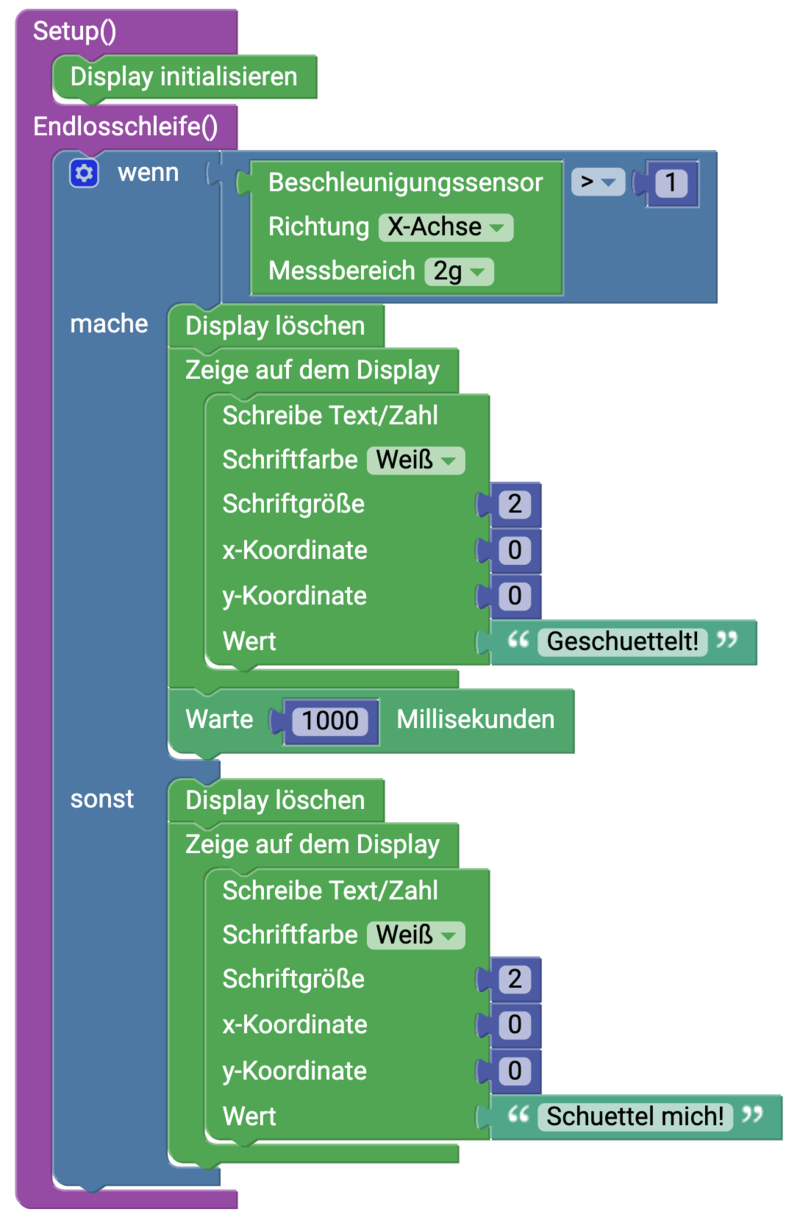 Setup()
Display initialisieren
Endlosschleife()
wenn
Beschleunigungssensor > 1
Richtung X-Achse
Messbereich 2g
mache
Display löschen
Zeige auf dem Display
Schreibe Text/Zahl
Schriftfarbe Weiß
Schriftgröße 2
x-Koordinate 0
y-Koordinate 0
Wert “ Geschuettelt! ”
Warte 1000 Millisekunden
sonst
Display löschen
Zeige auf dem Display
Schreibe Text/Zahl
Schriftfarbe Weiß
Schriftgröße 2
x-Koordinate 0
y-Koordinate 0
Wert “ Schuettel mich! ”